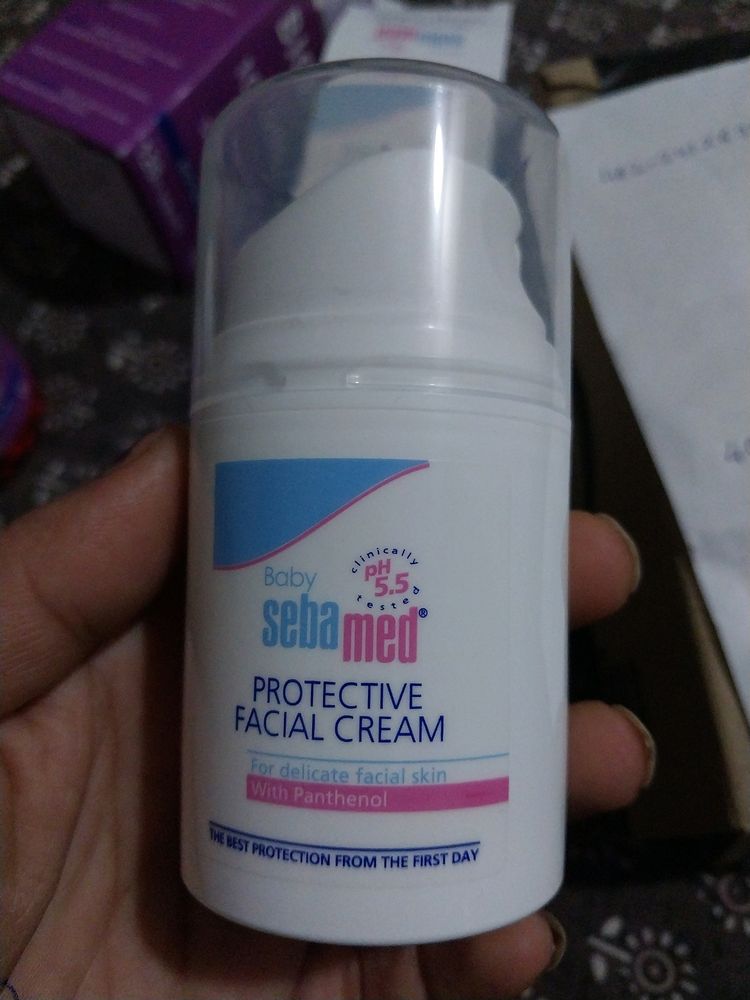 Baby
clinically
pH
5.5
tested
sebamed®
PROTECTIVE
FACIAL CREAM
For delicate facial skin
With Panthenol
THE BEST PROTECTION FROM THE FIRST DAY